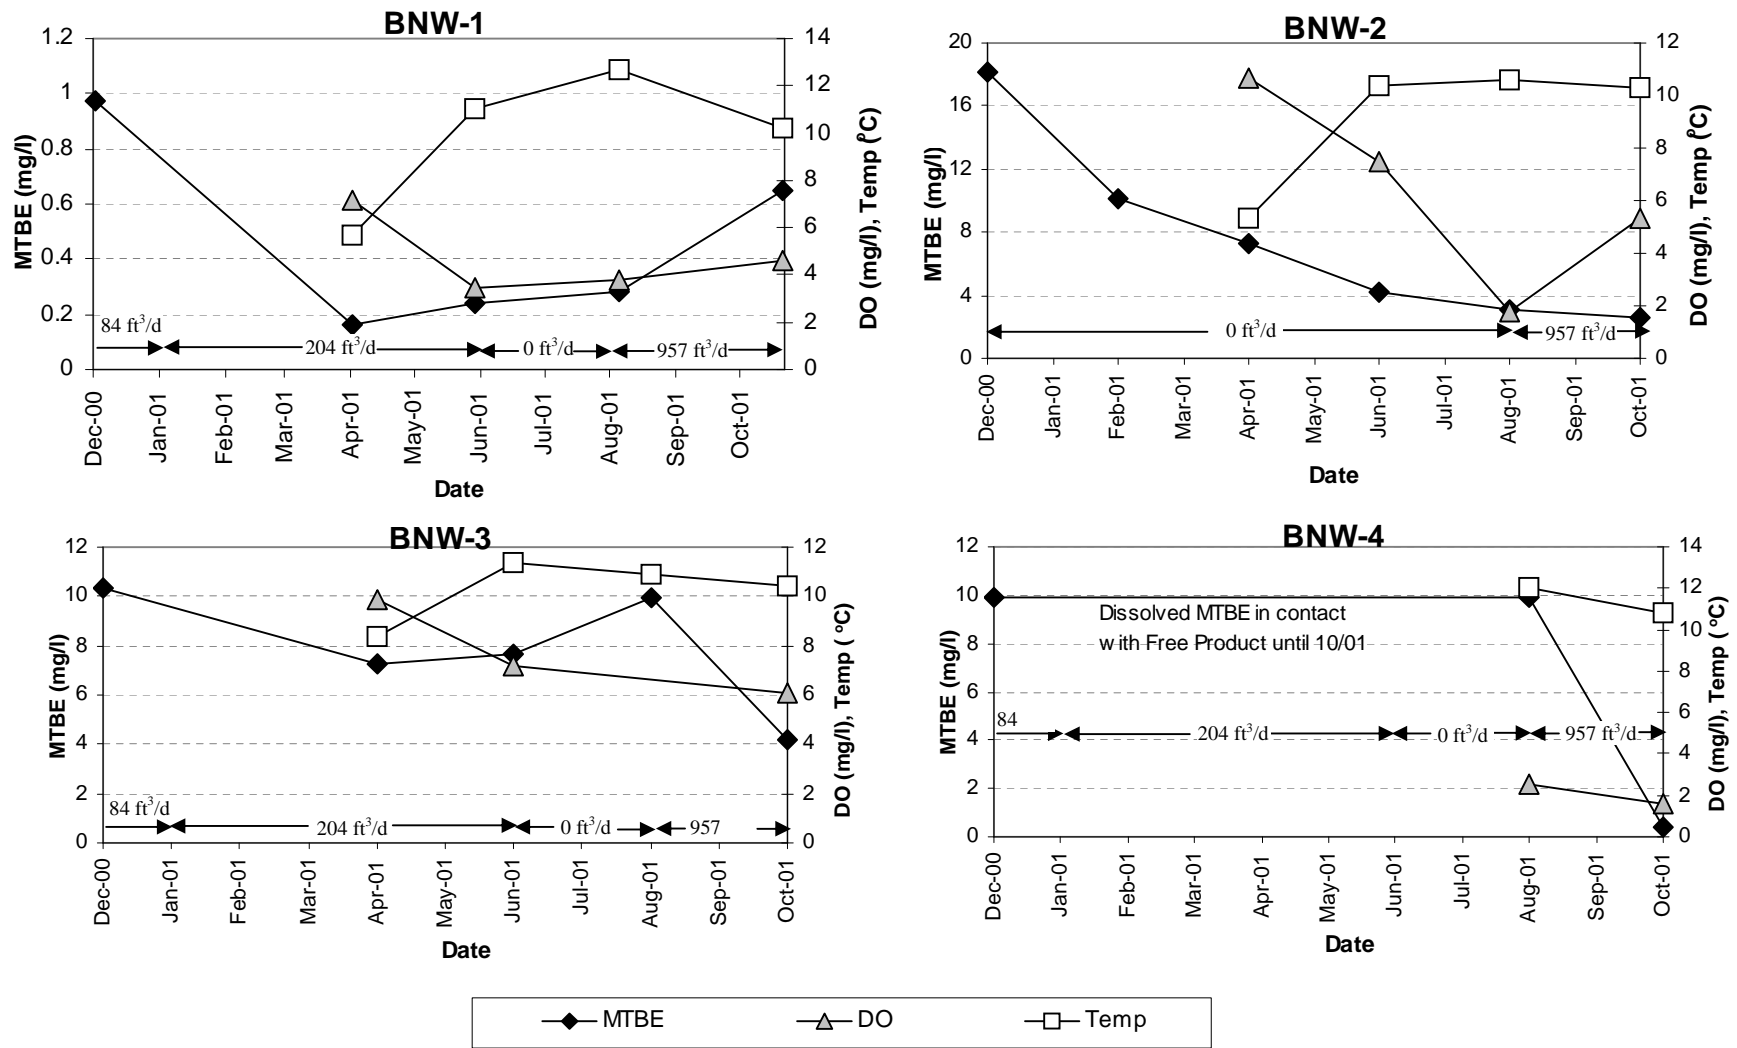 BNW-1
MTBE (mg/l)
1.2
1
0.8
0.6
0.4
0.2
0
14
12
10
8
6
4
2
0
DO (mg/l), Temp (⁰C)
84 ft³/d
204 ft³/d
0 ft³/d
957 ft³/d
Dec-00
Jan-01
Feb-01
Mar-01
Apr-01
May-01
Jun-01
Jul-01
Aug-01
Sep-01
Oct-01
Date
BNW-2
MTBE (mg/l)
20
16
12
8
4
0
12
10
8
6
4
2
0
DO (mg/l), Temp (⁰C)
0 ft³/d
957 ft³/d
Dec-00
Jan-01
Feb-01
Mar-01
Apr-01
May-01
Jun-01
Jul-01
Aug-01
Sep-01
Oct-01
Date
BNW-3
MTBE (mg/l)
12
10
8
6
4
2
0
12
10
8
6
4
2
0
DO (mg/l), Temp ( °C)
84 ft³/d
204 ft³/d
0 ft³/d
957
Dec-00
Jan-01
Feb-01
Mar-01
Apr-01
May-01
Jun-01
Jul-01
Aug-01
Sep-01
Oct-01
Date
BNW-4
MTBE (mg/l)
12
10
8
6
4
2
0
14
12
10
8
6
4
2
0
DO (mg/l), Temp ( °C)
Dissolved MTBE in contact
with Free Product until 10/01
84
204 ft³/d
0 ft³/d
957 ft³/d
Dec-00
Jan-01
Feb-01
Mar-01
Apr-01
May-01
Jun-01
Jul-01
Aug-01
Sep-01
Oct-01
Date
MTBE
DO
Temp